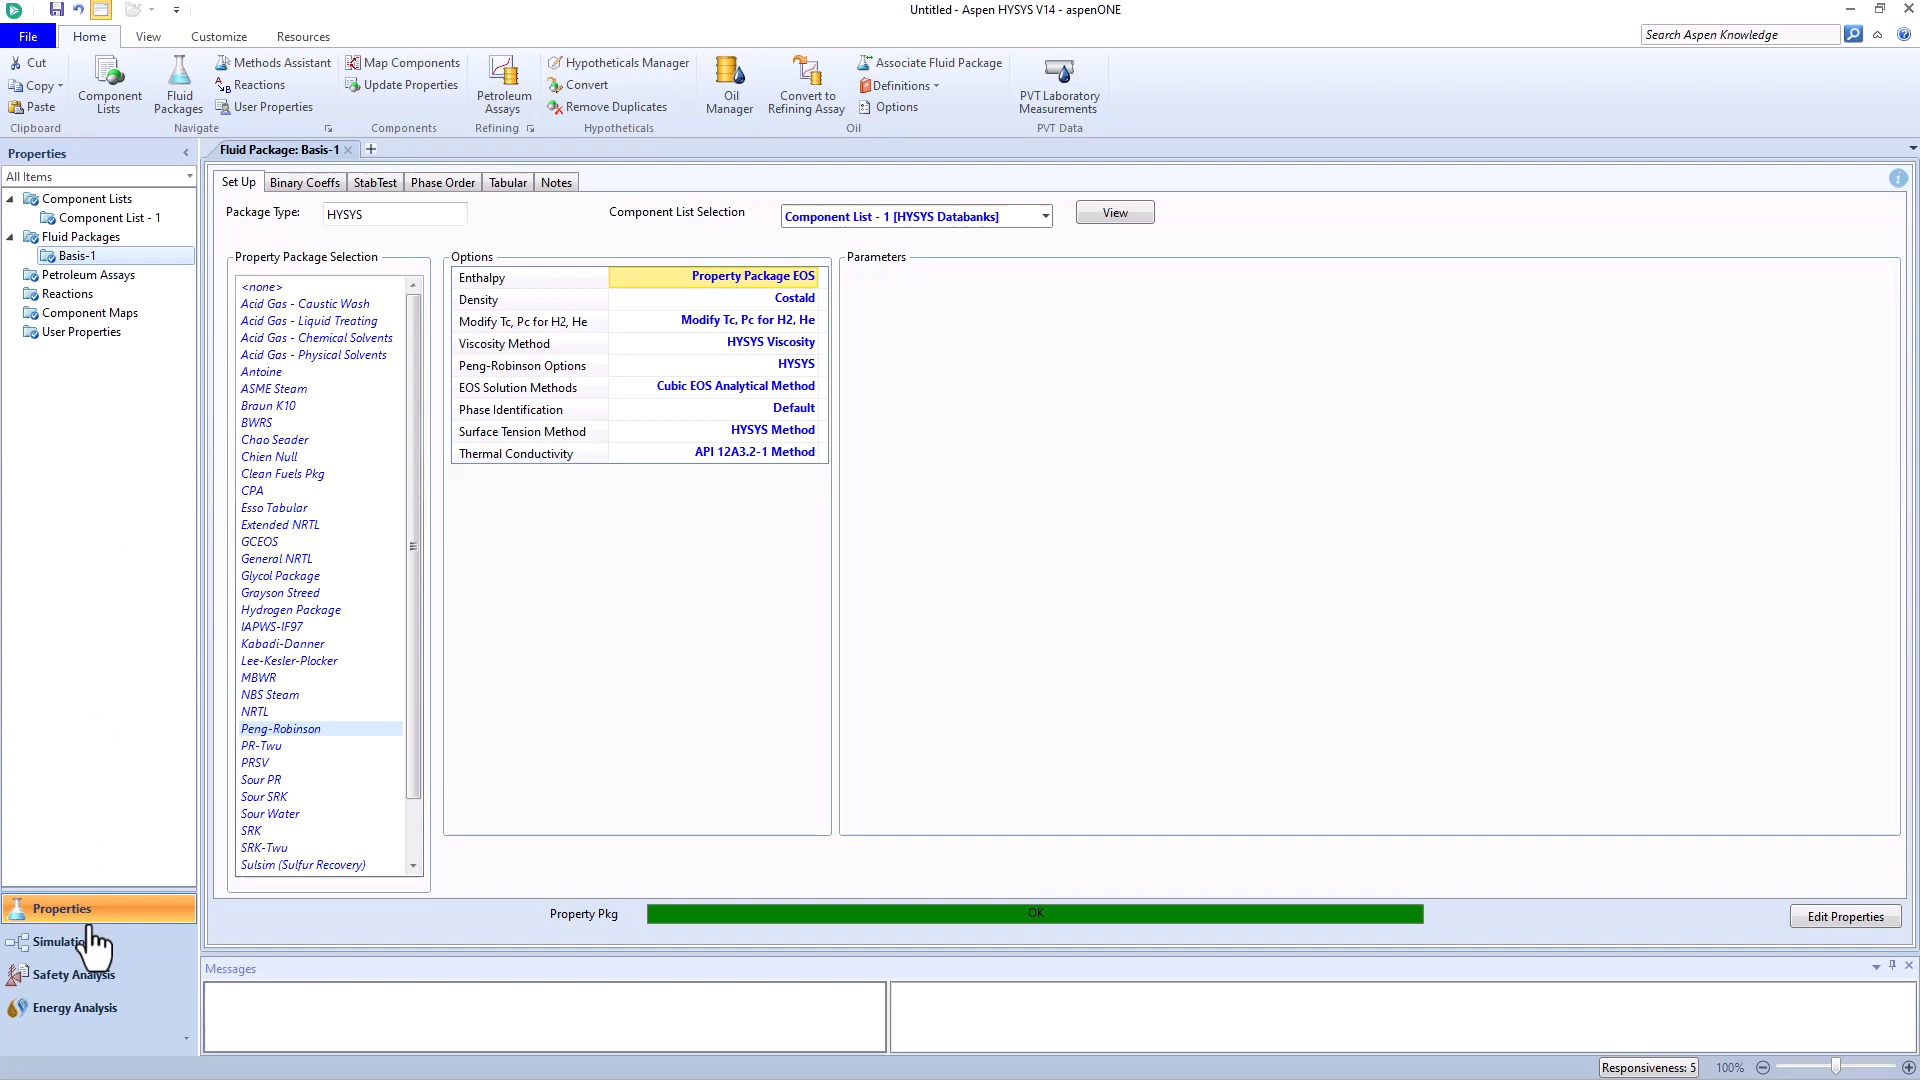 Untitled - Aspen HYSYS V14 - aspenONE
File
Home
View
Customize
Resources
Search Aspen Knowledge
Cut
Copy
Paste
Clipboard
Component Lists
Fluid Packages
Methods Assistant
Reactions
User Properties
Navigate
Map Components
Update Properties
Components
Petroleum Assays
Refining
Hypotheticals Manager
Convert
Remove Duplicates
Hypotheticals
Oil Manager
Convert to Refining Assay
Associate Fluid Package
Definitions
Options
Oil
PVT Laboratory Measurements
PVT Data
Properties
All Items
Component Lists
Component List - 1
Fluid Packages
Basis-1
Petroleum Assays
Reactions
Component Maps
User Properties
Fluid Package: Basis-1
Set Up
Binary Coeffs
StabTest
Phase Order
Tabular
Notes
Package Type:
HYSYS
Component List Selection
Component List - 1 [HYSYS Databanks]
View
Property Package Selection
<none>
Acid Gas - Caustic Wash
Acid Gas - Liquid Treating
Acid Gas - Chemical Solvents
Acid Gas - Physical Solvents
Antoine
ASME Steam
Braun K10
BWRS
Chao Seader
Chien Null
Clean Fuels Pkg
CPA
Esso Tabular
Extended NRTL
GCEOS
General NRTL
Glycol Package
Grayson Streed
Hydrogen Package
IAPWS-IF97
Kabadi-Danner
Lee-Kesler-Plocker
MBWR
NBS Steam
NRTL
Peng-Robinson
PR-Twu
PRSV
Sour PR
Sour SRK
Sour Water
SRK
SRK-Twu
Sulsim (Sulfur Recovery)
Options
Enthalpy Property Package EOS
Density Costald
Modify Tc, Pc for H2, He Modify Tc, Pc for H2, He
Viscosity Method HYSYS Viscosity
Peng-Robinson Options HYSYS
EOS Solution Methods Cubic EOS Analytical Method
Phase Identification Default
Surface Tension Method HYSYS Method
Thermal Conductivity API 12A3.2-1 Method
Parameters
Property Pkg
OK
Edit Properties
Properties
Simulatio
Safety Analysis
Energy Analysis
Messages
Responsiveness: 5
100%